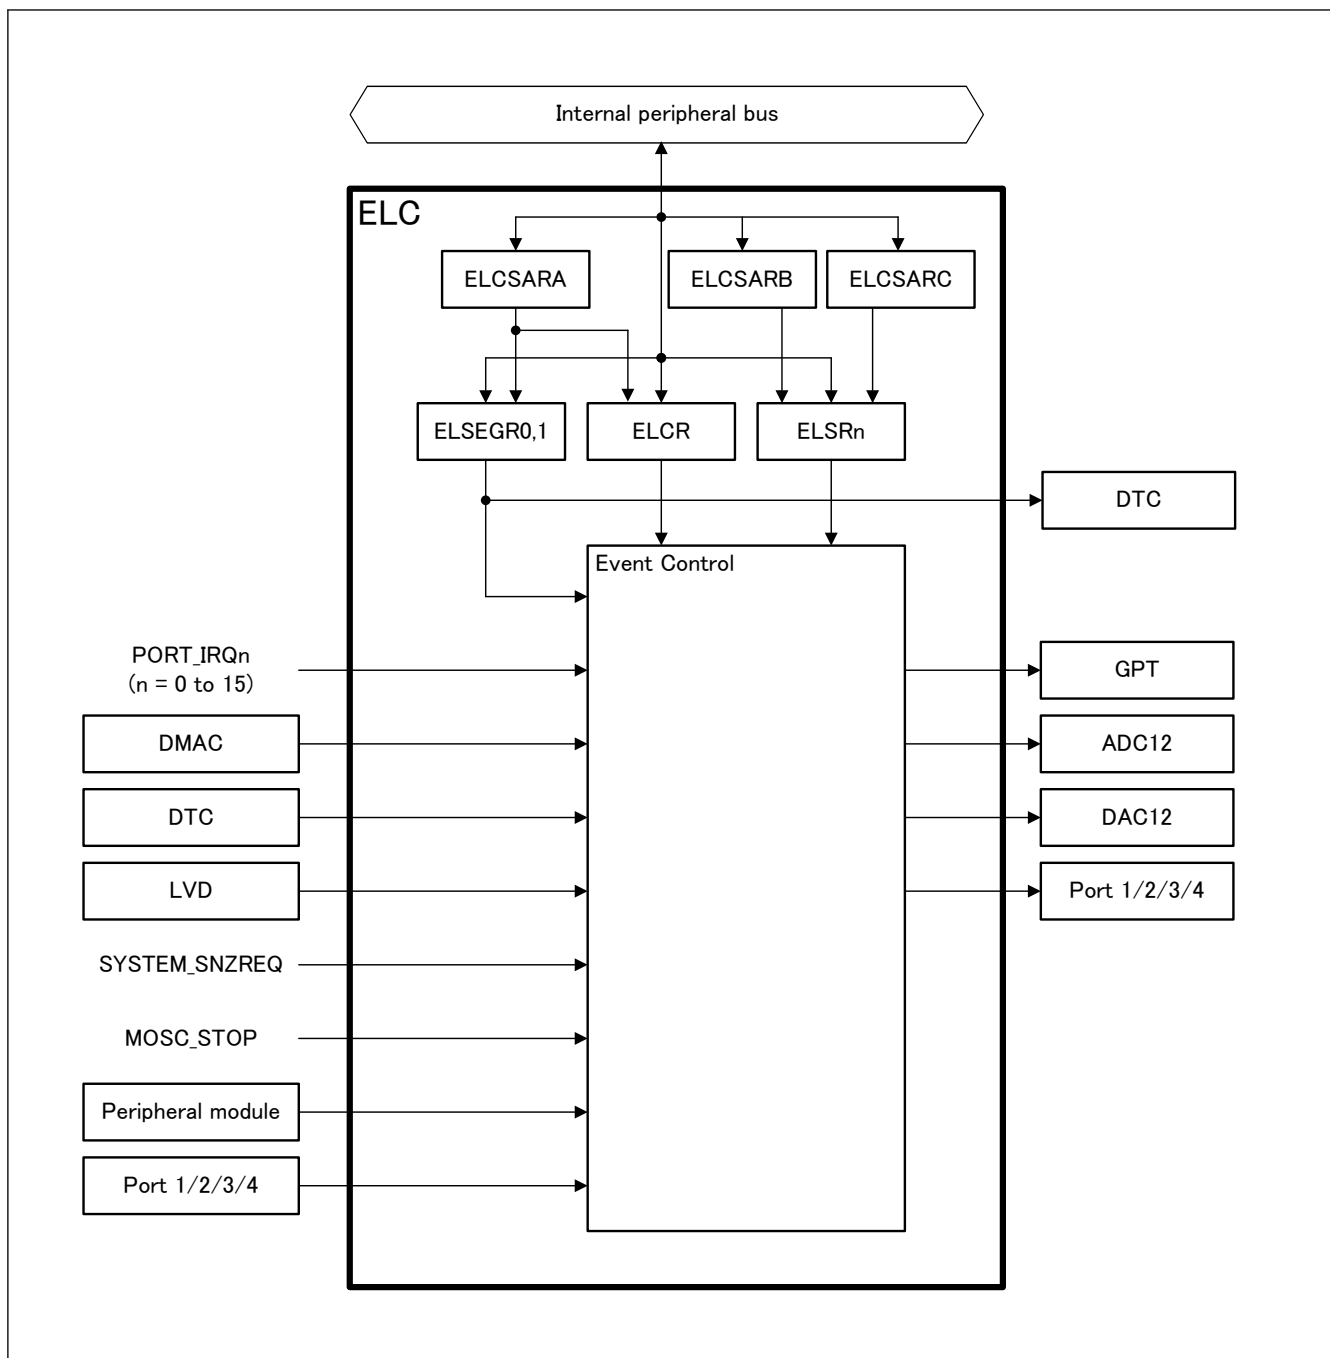 Internal peripheral bus
ELC
ELCSARA
ELCSARB
ELCSARC
ELSEGR0,1
ELCR
ELSRn
DTC
Event Control
PORT_IRQn
(n = 0 to 15)
GPT
DMAC
ADC12
DTC
DAC12
LVD
Port 1/2/3/4
SYSTEM_SNZREQ
MOSC_STOP
Peripheral module
Port 1/2/3/4